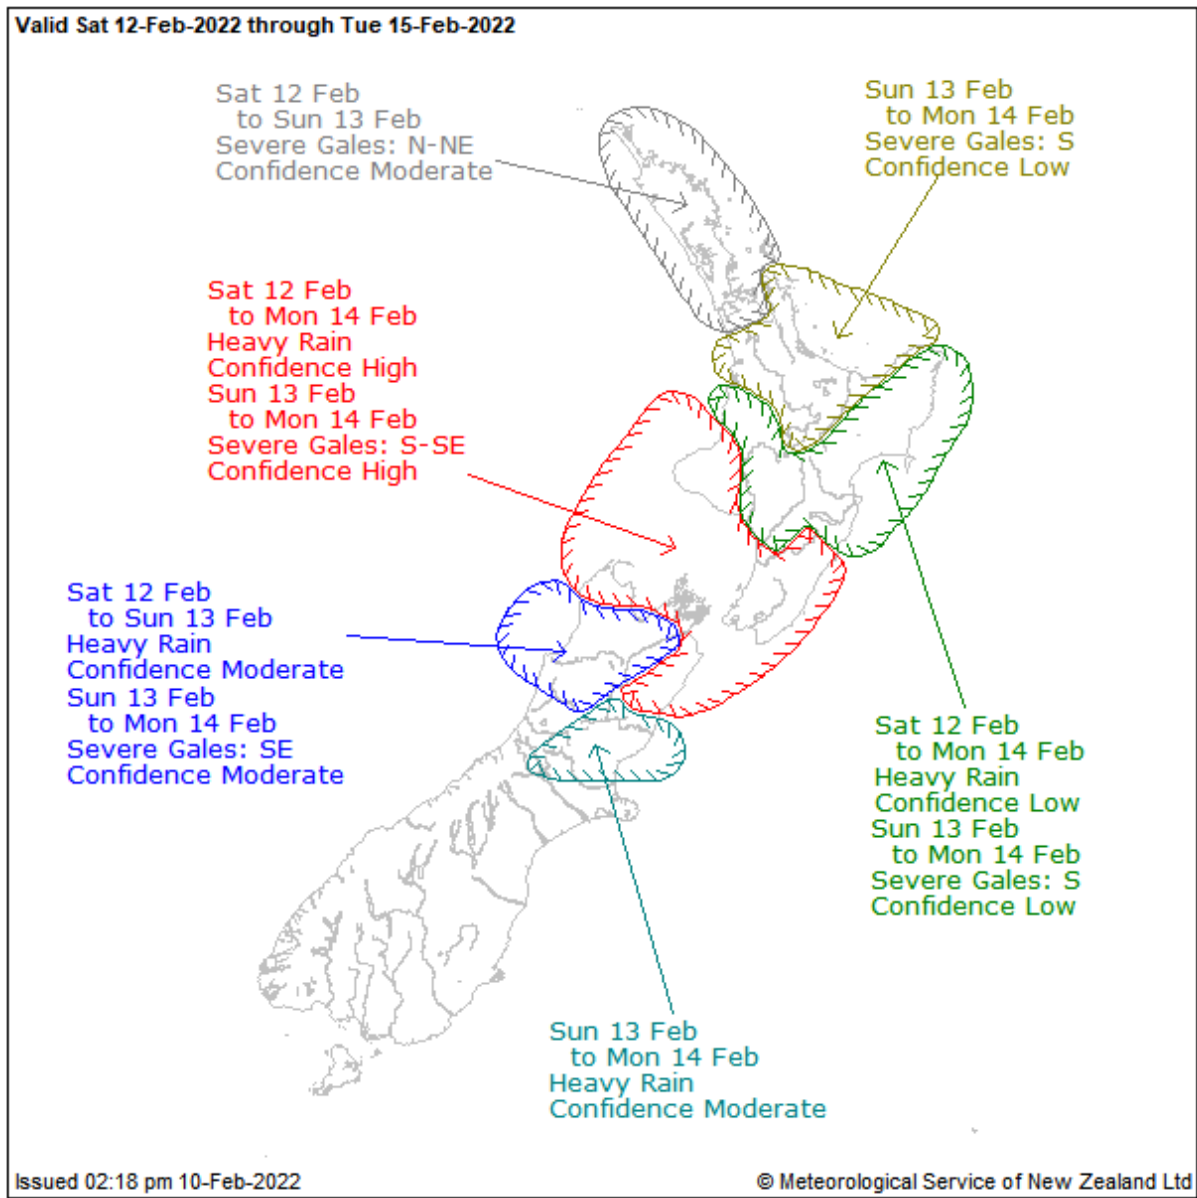 Valid Sat 12-Feb-2022 through Tue 15-Feb-2022
Sat 12 Feb
to Sun 13 Feb
Severe Gales: N-NE
Confidence Moderate
Sun 13 Feb
to Mon 14 Feb
Severe Gales: S
Confidence Low
Sat 12 Feb
to Mon 14 Feb
Heavy Rain
Confidence High
Sun 13 Feb
to Mon 14 Feb
Severe Gales: S-SE
Confidence High
Sat 12 Feb
to Sun 13 Feb
Heavy Rain
Confidence Moderate
Sun 13 Feb
to Mon 14 Feb
Severe Gales: SE
Confidence Moderate
Sat 12 Feb
to Mon 14 Feb
Heavy Rain
Confidence Low
Sun 13 Feb
to Mon 14 Feb
Severe Gales: S
Confidence Low
Sun 13 Feb
to Mon 14 Feb
Heavy Rain
Confidence Moderate
Issued 02:18 pm 10-Feb-2022
© Meteorological Service of New Zealand Ltd